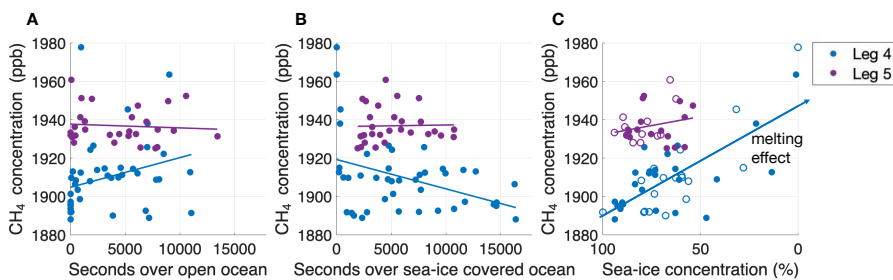 A
B
C
CH4 concentration (ppb)
1980
1960
1940
1920
1900
1880
0
5000
10000
15000
Seconds over open ocean
CH4 concentration (ppb)
1980
1960
1940
1920
1900
1880
0
5000
10000
15000
Seconds over sea-ice covered ocean
CH4 concentration (ppb)
1980
1960
1940
1920
1900
1880
100
50
0
Sea-ice concentration (%)
melting
effect
Leg 4
Leg 5